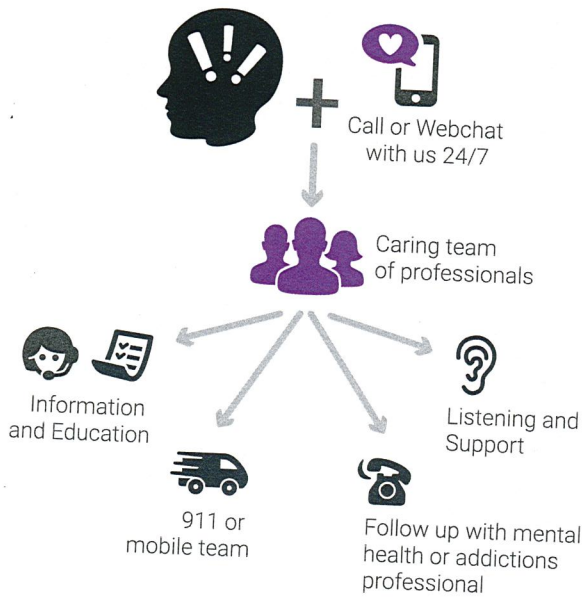 Call or Webchat
with us 24/7
Caring team
of professionals
Information
and Education
Listening and
Support
911 or
mobile team
Follow up with mental
health or addictions
professional